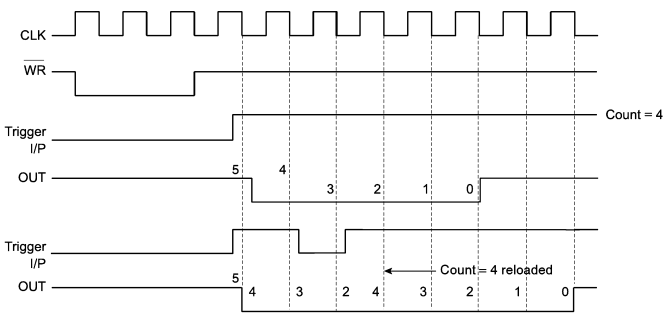 CLK
WR
Trigger
I/P
Count = 4
5 4
OUT
3 2 1 0
Trigger
I/P
Count = 4 reloaded
OUT
5
4 3 2 4 3 2 1 0